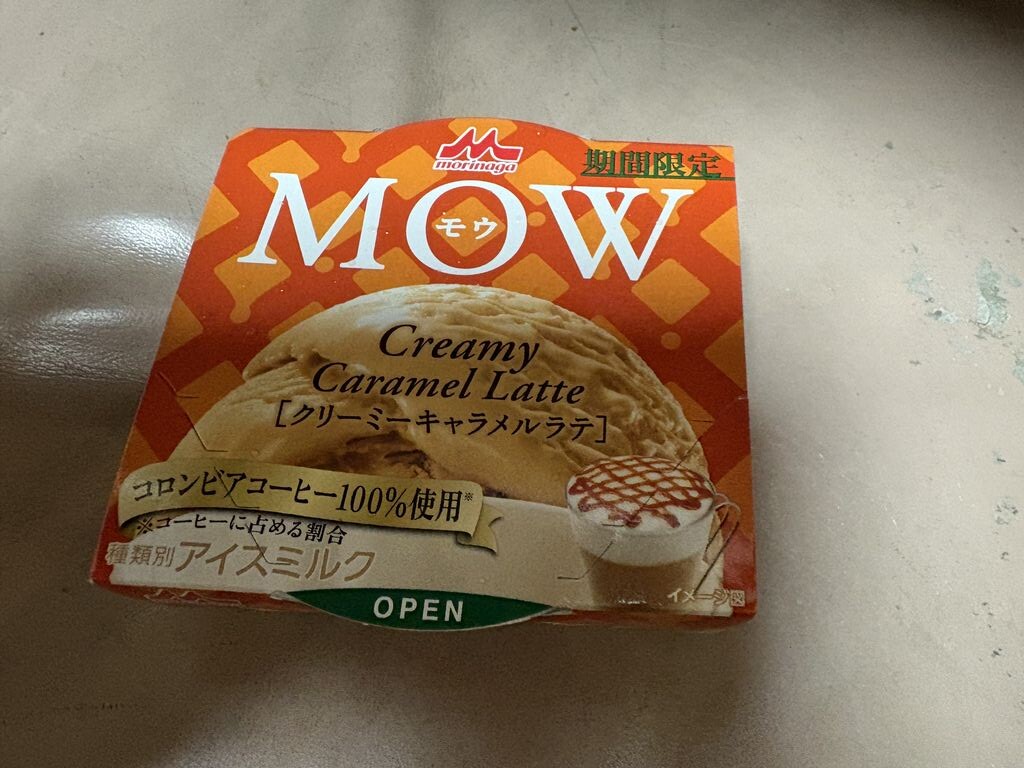 morinaga
期間限定
MOW
モウ
Creamy
Caramel Latte
[クリーミーキャラメルラテ]
コロンビアコーヒー100%使用※
※コーヒーに占める割合
種類別アイスミルク
イメージ図
OPEN